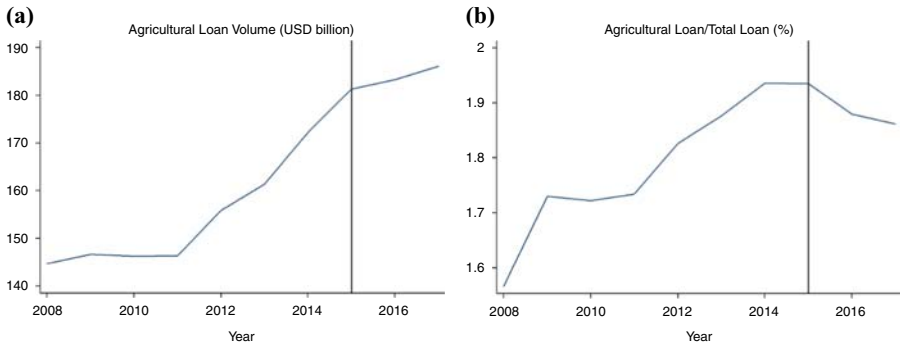 (a)
Agricultural Loan Volume (USD billion)
190
180
170
160
150
140
2008 2010 2012 2014 2016
Year
(b)
Agricultural Loan/Total Loan (%)
2
1.9
1.8
1.7
1.6
2008 2010 2012 2014 2016
Year